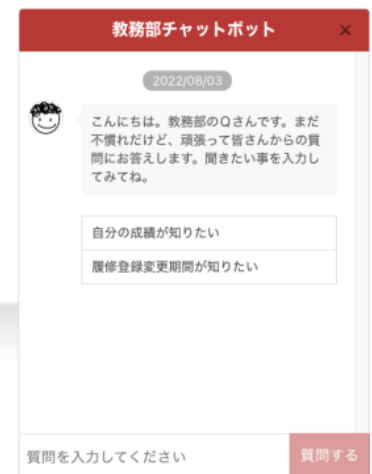 教務部チャットボット ×
2022/08/03
こんにちは。教務部のQさんです。まだ
不慣れだけど、頑張って皆さんからの質
問にお答えします。聞きたい事を入力し
てみてね。
自分の成績が知りたい
履修登録変更期間が知りたい
質問を入力してください
質問する